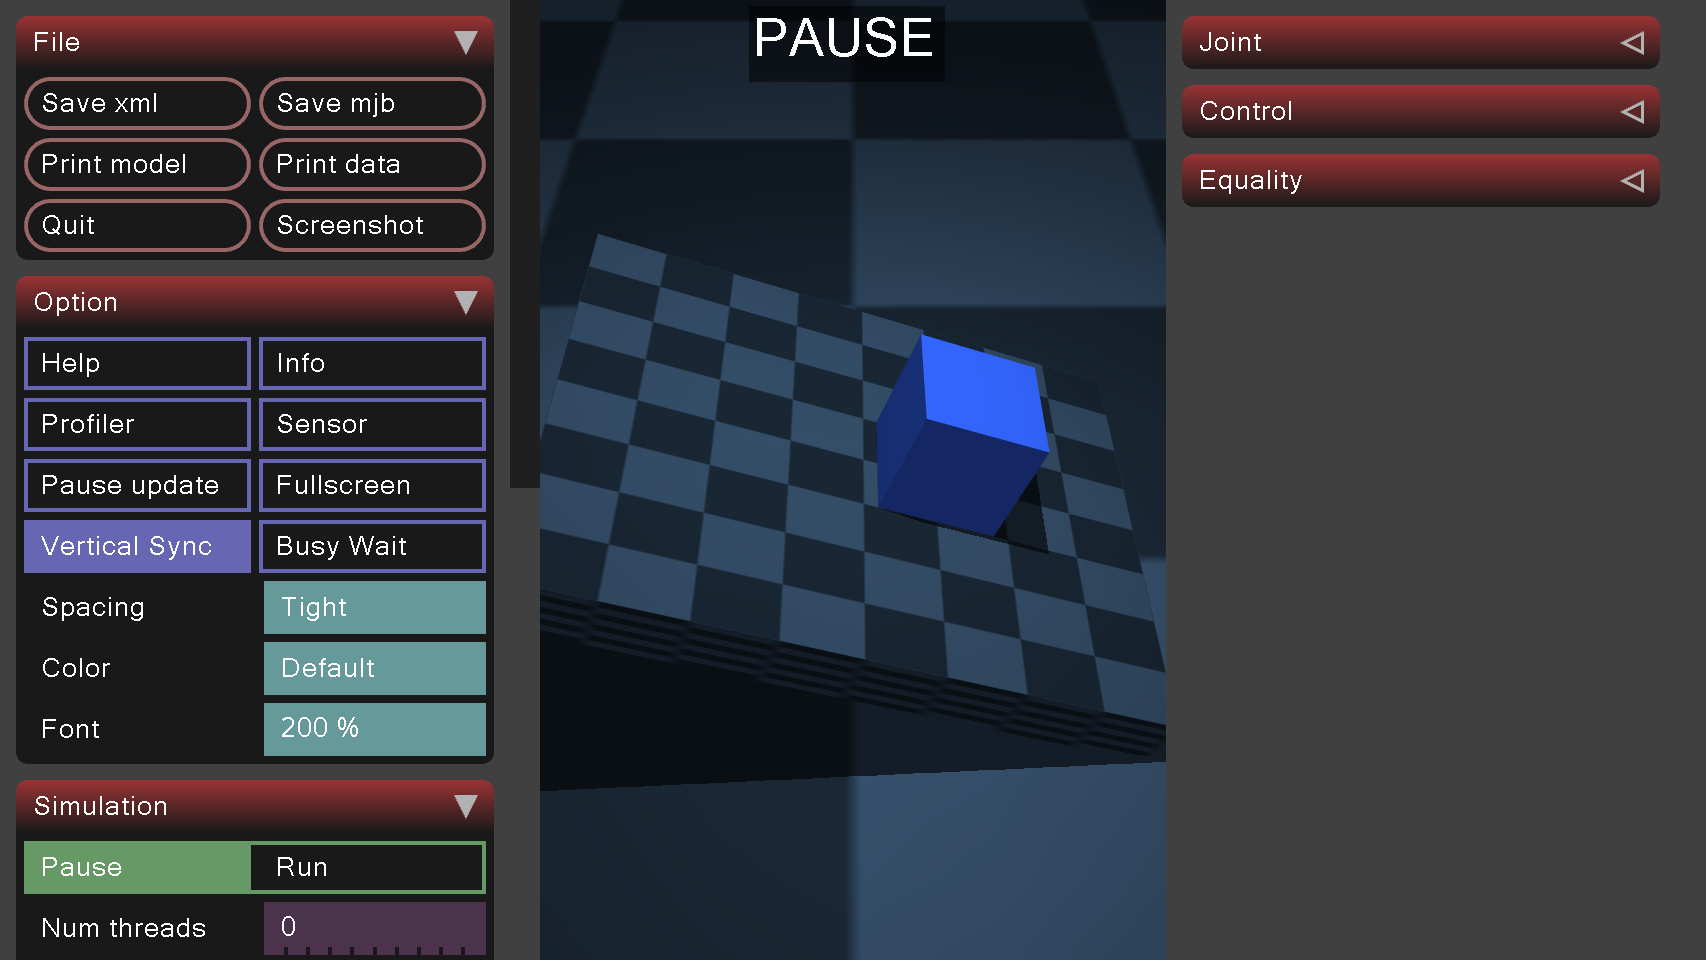 File
Save xml
Save mjb
Print model
Print data
Quit
Screenshot
Option
Help
Info
Profiler
Sensor
Pause update
Fullscreen
Vertical Sync
Busy Wait
Spacing
Tight
Color
Default
Font
200 %
Simulation
Pause
Run
Num threads
0
PAUSE
Joint
Control
Equality